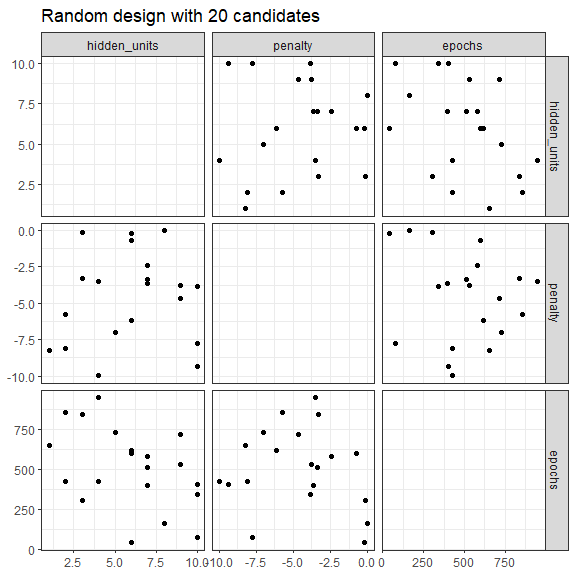 Random design with 20 candidates
hidden_units penalty epochs
10.0
7.5
5.0
2.5
hidden_units
0.0
-2.5
-5.0
-7.5
-10.0
penalty
750
500
250
0
epochs
2.5 5.0 7.5 10.0 -10.0 -7.5 -5.0 -2.5 0.0 0 250 500 750